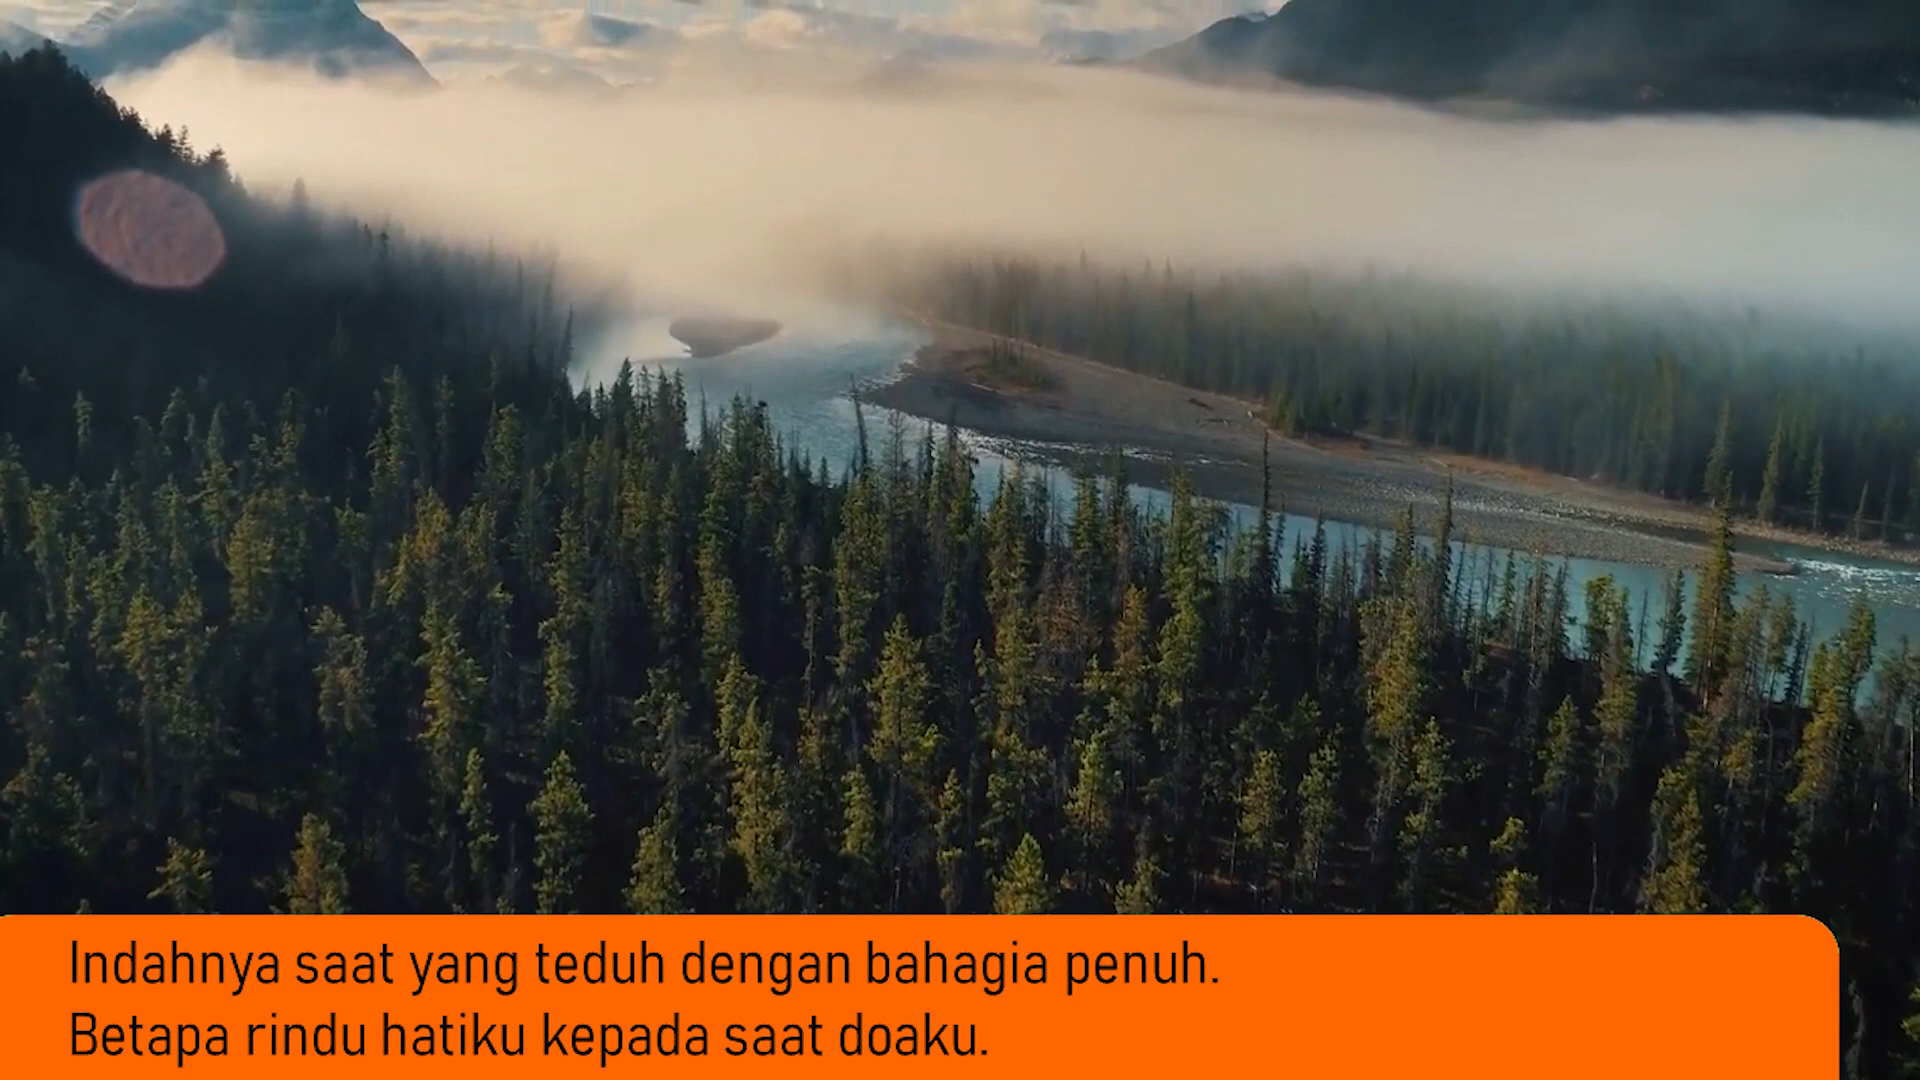 Indahnya saat yang teduh dengan bahagia penuh.
Betapa rindu hatiku kepada saat doaku.